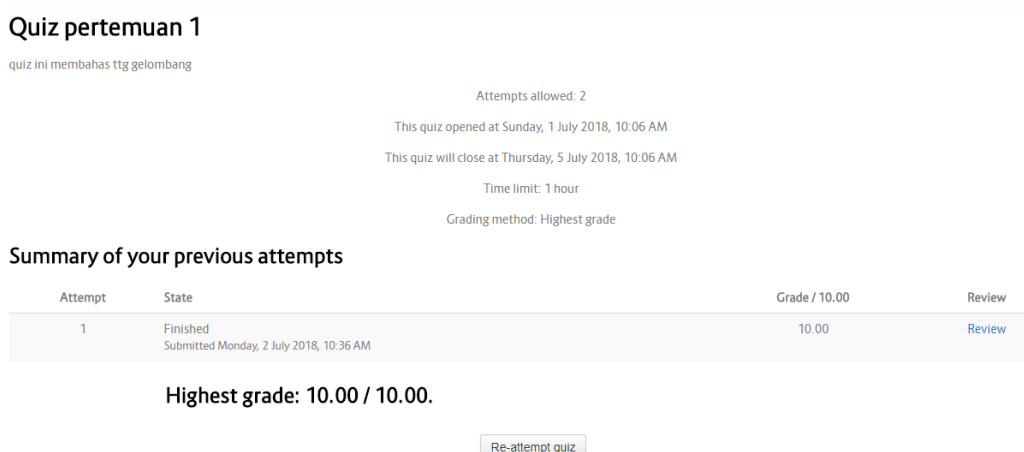 Quiz pertemuan 1
quiz ini membahas ttg gelombang
Attempts allowed: 2
This quiz opened at Sunday, 1 July 2018, 10:06 AM
This quiz will close at Thursday, 5 July 2018, 10:06 AM
Time limit: 1 hour
Grading method: Highest grade
Summary of your previous attempts
Attempt State Grade / 10.00 Review
1 Finished 10.00 Review
Submitted Monday, 2 July 2018, 10:36 AM
Highest grade: 10.00 / 10.00.
Re-attempt quiz